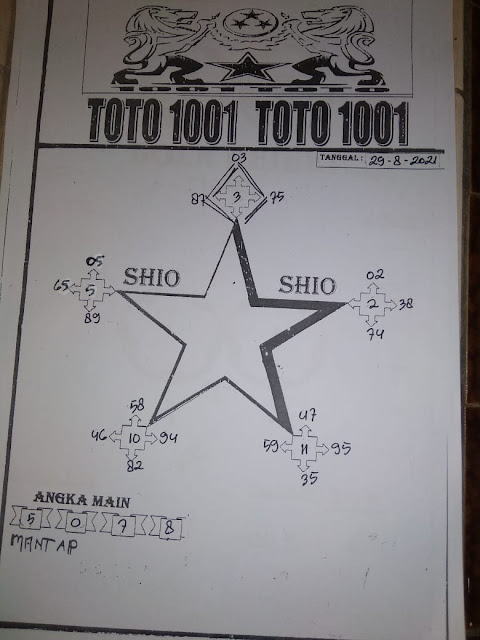 1001 TOTO
TOTO 1001 TOTO 1001
TANGGAL: 29-8-2021
03
87 3 75
05
65 5
89
SHIO
SHIO
02
2 38
74
58
46 10 94
82
47
59 11 95
35
ANGKA MAIN
5 0 7 8
MANTAP